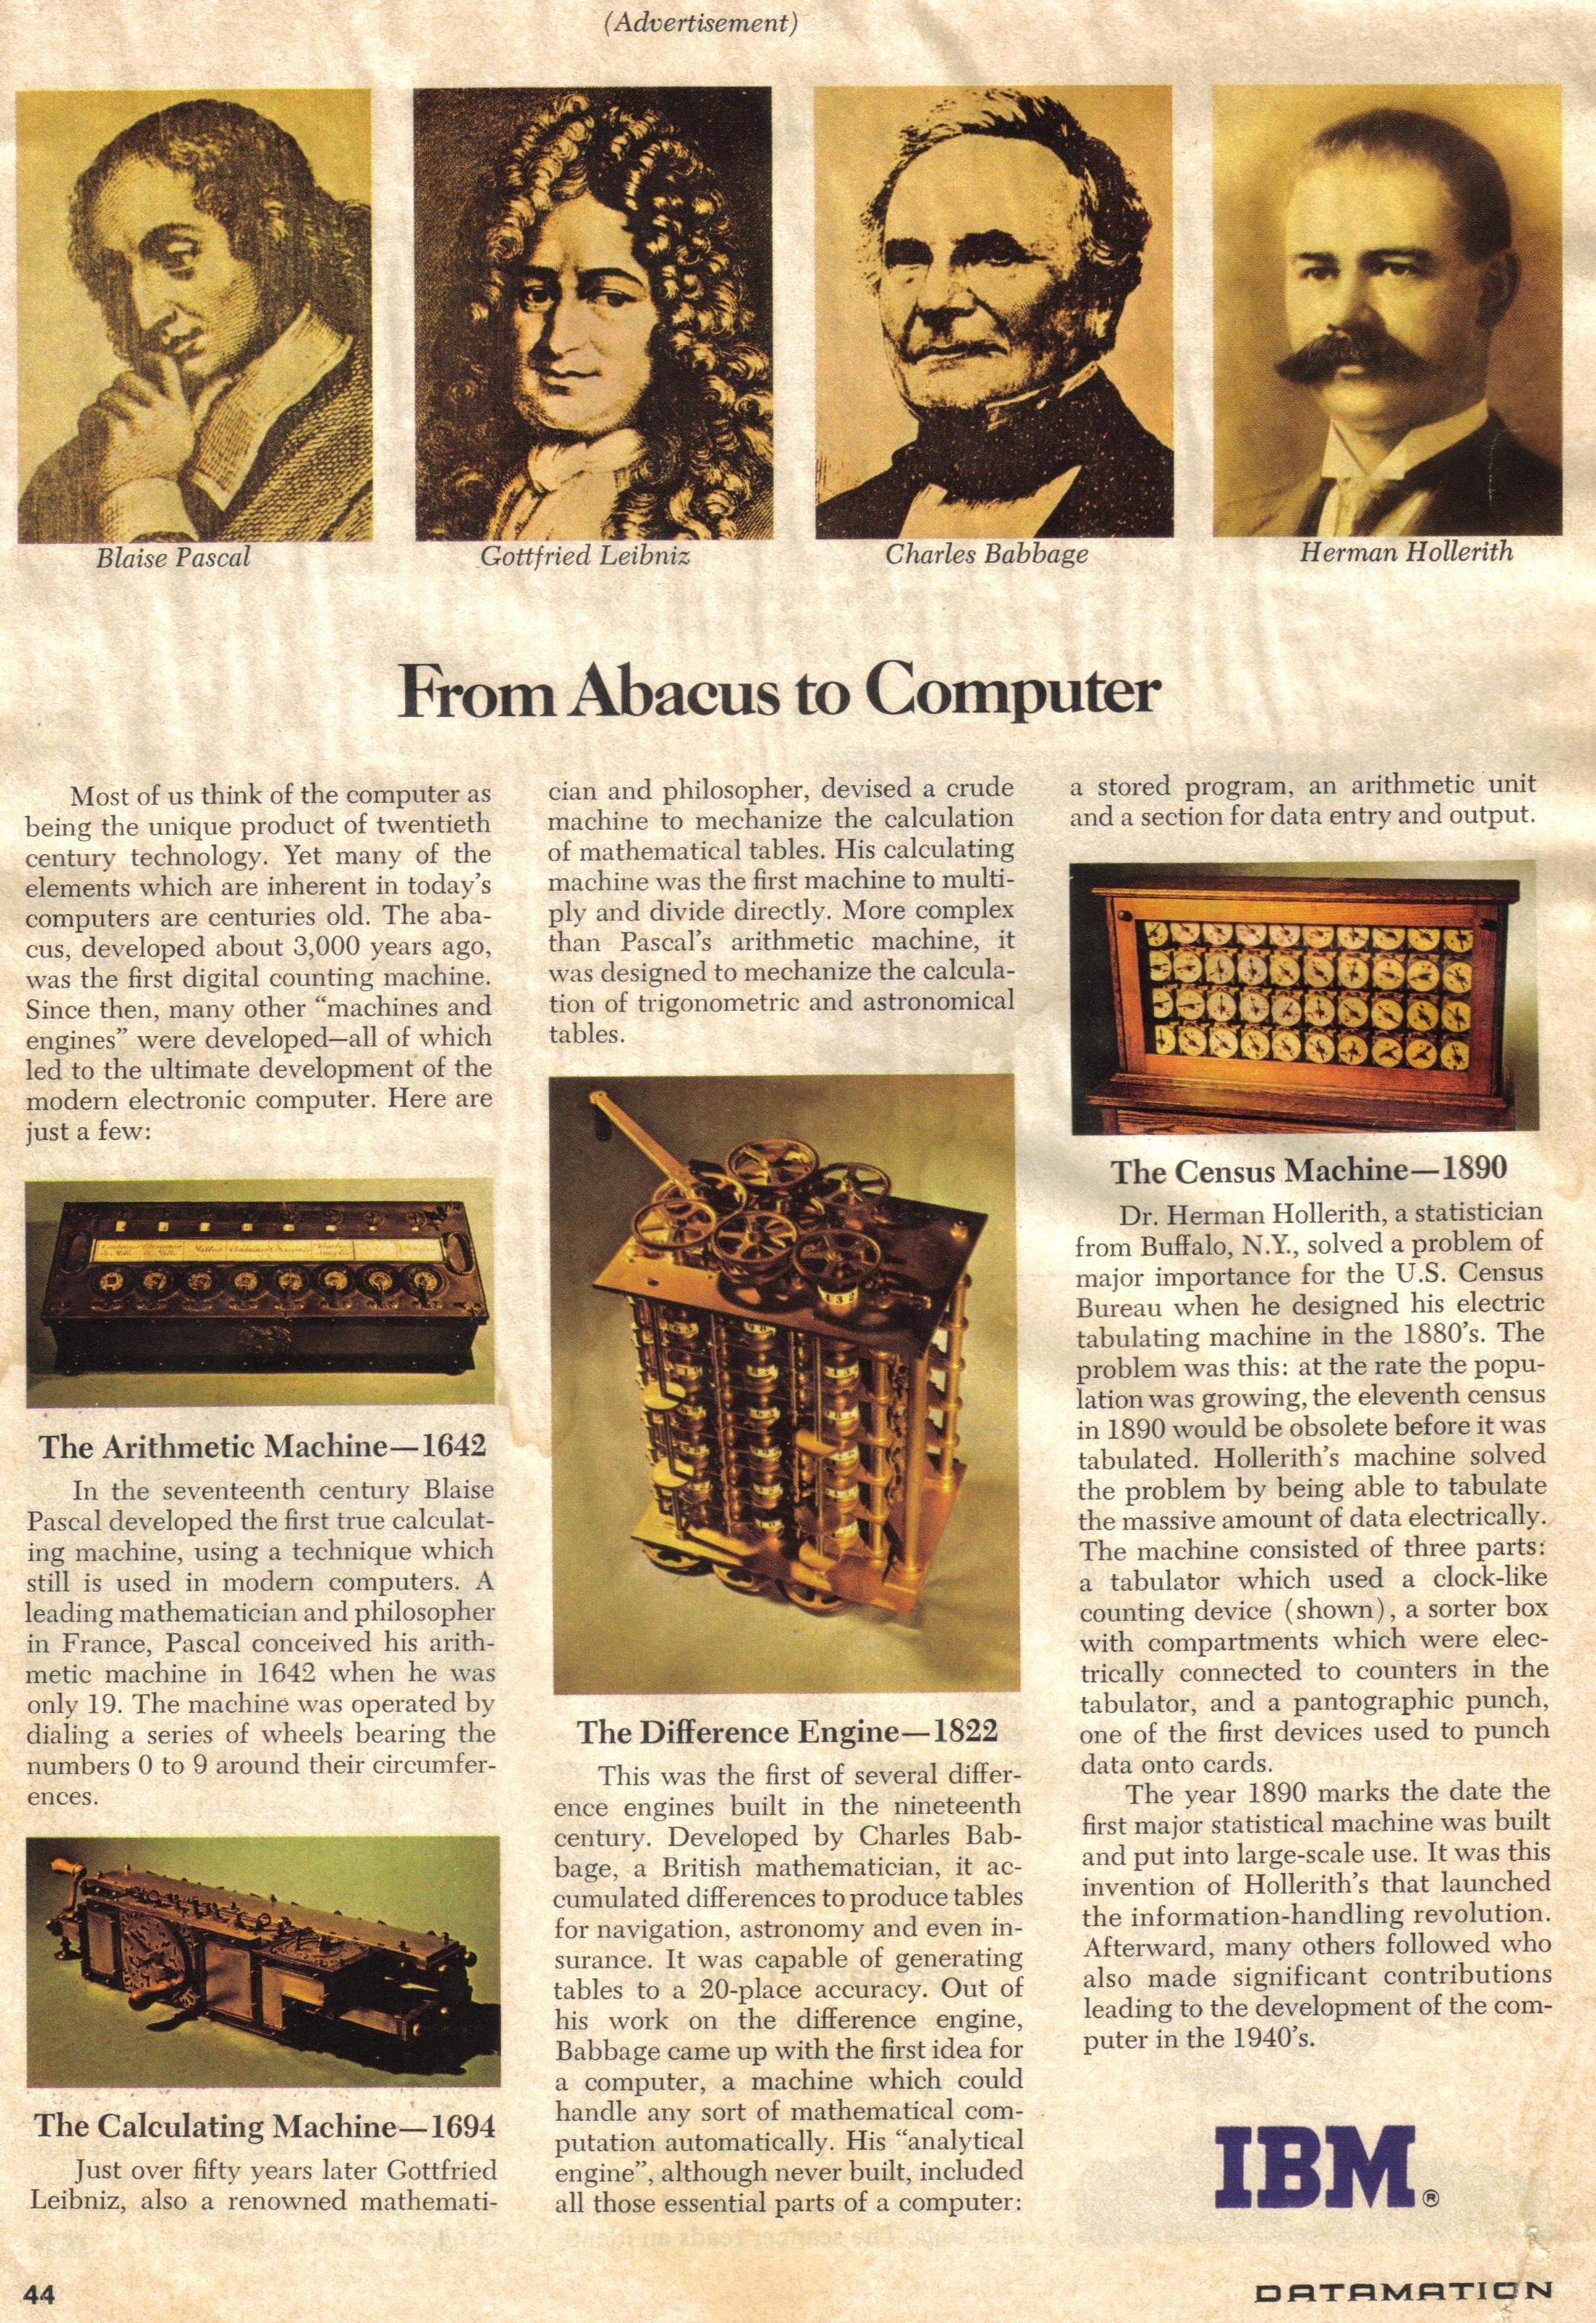 (Advertisement)
Blaise Pascal
Gottfried Leibniz
Charles Babbage
Herman Hollerith
From Abacus to Computer
Most of us think of the computer as
being the unique product of twentieth
century technology. Yet many of the
elements which are inherent in today's
computers are centuries old. The aba-
cus, developed about 3,000 years ago,
was the first digital counting machine.
Since then, many other “machines and
engines” were developed—all of which
led to the ultimate development of the
modern electronic computer. Here are
just a few:
The Arithmetic Machine—1642
In the seventeenth century Blaise
Pascal developed the first true calculat-
ing machine, using a technique which
still is used in modern computers. A
leading mathematician and philosopher
in France, Pascal conceived his arith-
metic machine in 1642 when he was
only 19. The machine was operated by
dialing a series of wheels bearing the
numbers 0 to 9 around their circumfer-
ences.
The Calculating Machine—1694
Just over fifty years later Gottfried
Leibniz, also a renowned mathemati-
cian and philosopher, devised a crude
machine to mechanize the calculation
of mathematical tables. His calculating
machine was the first machine to multi-
ply and divide directly. More complex
than Pascal's arithmetic machine, it
was designed to mechanize the calcula-
tion of trigonometric and astronomical
tables.
The Difference Engine—1822
This was the first of several differ-
ence engines built in the nineteenth
century. Developed by Charles Bab-
bage, a British mathematician, it ac-
cumulated differences to produce tables
for navigation, astronomy and even in-
surance. It was capable of generating
tables to a 20-place accuracy. Out of
his work on the difference engine,
Babbage came up with the first idea for
a computer, a machine which could
handle any sort of mathematical com-
putation automatically. His “analytical
engine”, although never built, included
all those essential parts of a computer:
a stored program, an arithmetic unit
and a section for data entry and output.
The Census Machine—1890
Dr. Herman Hollerith, a statistician
from Buffalo, N.Y., solved a problem of
major importance for the U.S. Census
Bureau when he designed his electric
tabulating machine in the 1880's. The
problem was this: at the rate the popu-
lation was growing, the eleventh census
in 1890 would be obsolete before it was
tabulated. Hollerith's machine solved
the problem by being able to tabulate
the massive amount of data electrically.
The machine consisted of three parts:
a tabulator which used a clock-like
counting device (shown), a sorter box
with compartments which were elec-
trically connected to counters in the
tabulator, and a pantographic punch,
one of the first devices used to punch
data onto cards.
The year 1890 marks the date the
first major statistical machine was built
and put into large-scale use. It was this
invention of Hollerith's that launched
the information-handling revolution.
Afterward, many others followed who
also made significant contributions
leading to the development of the com-
puter in the 1940's.
IBM®
44
DATAMATION